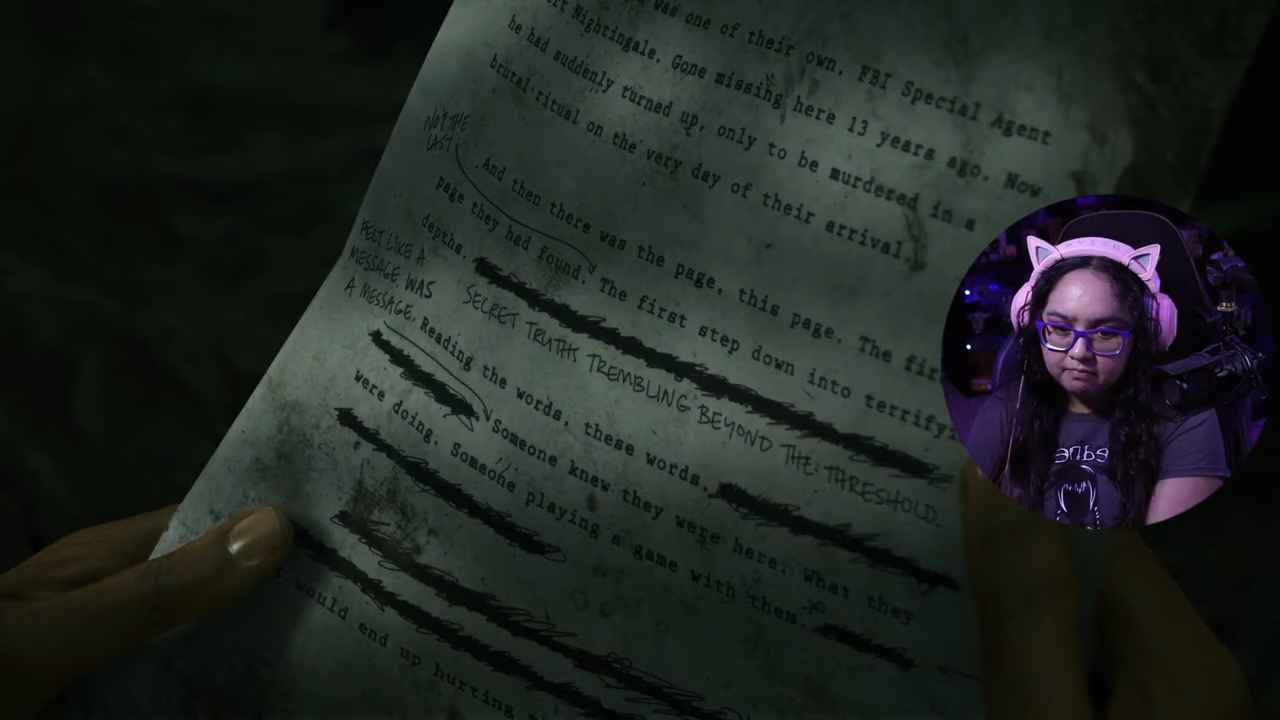 was one of their own, FBI Special Agent
Nightingale. Gone missing here 13 years ago. Now
he had suddenly turned up, only to be murdered in a
brutal ritual on the very day of their arrival.
NOT THE
LAST
And then there was the page, this page. The
page they had found. The first step down into
depths.
SECRET TRUTHS TREMBLING BEYOND THE THRESHOLD.
FELT LIKE A
MESSAGE. WAS
A MESSAGE.
Reading the words, these words.
Someone knew they were here. What they
were doing. Someone playing a game with them.
would end up hurting